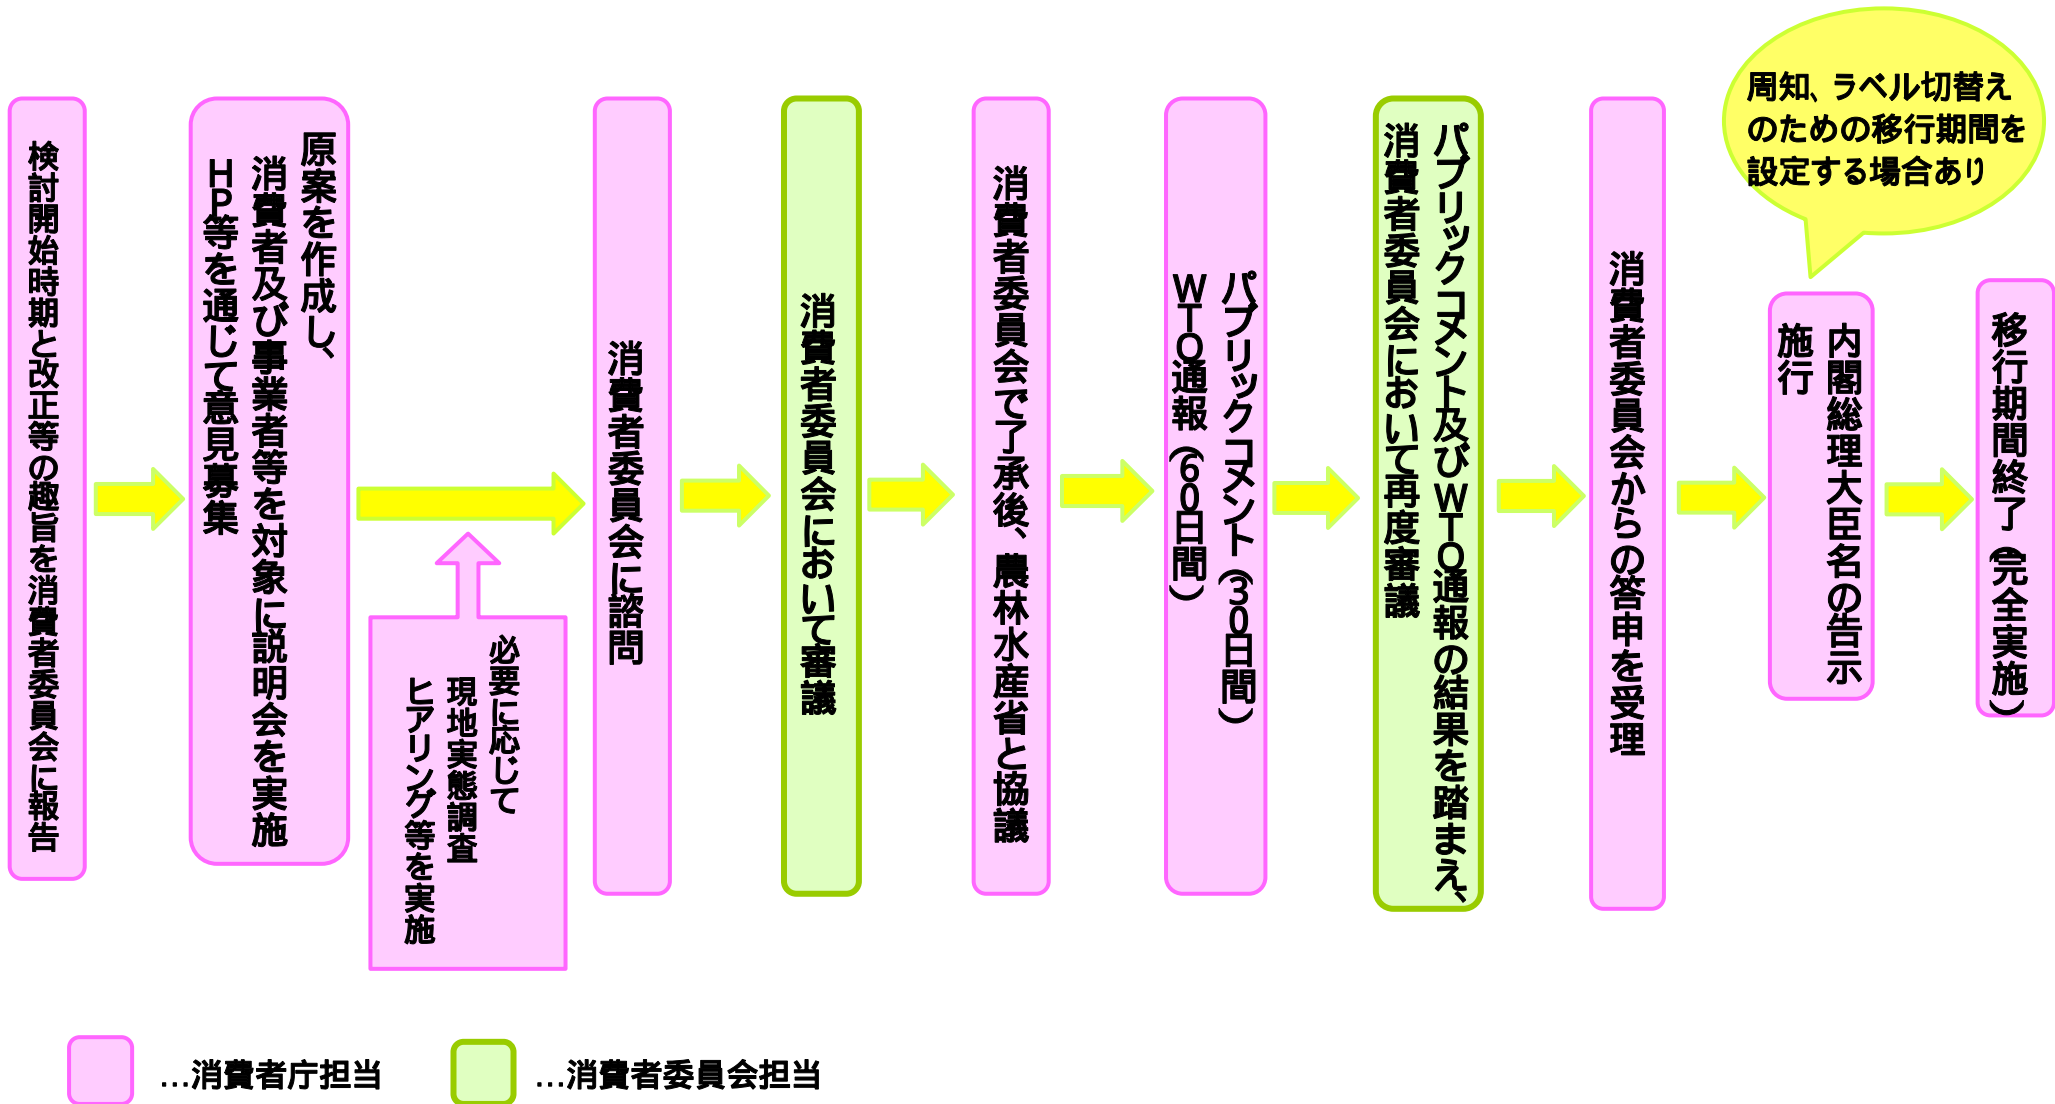 検討開始時期と改正等の趣旨を消費者委員会に報告
原案を作成し、
消費者及び事業者等を対象に説明会を実施
ＨＰ等を通じて意見募集
必要に応じて
現地実態調査
ヒアリング等を実施
消費者委員会に諮問
消費者委員会において審議
消費者委員会で了承後、農林水産省と協議
パブリックコメント（３０日間）
ＷＴＯ通報（６０日間）
パブリックコメント及びＷＴＯ通報の結果を踏まえ、
消費者委員会において再度審議
消費者委員会からの答申を受理
周知、ラベル切替え
のための移行期間を
設定する場合あり
内閣総理大臣名の告示
施行
移行期間終了（完全実施）
…消費者庁担当
…消費者委員会担当